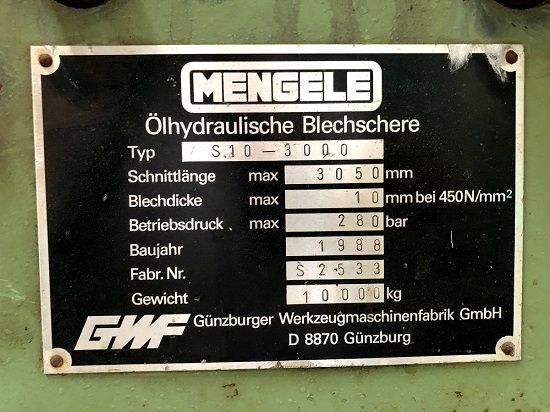 MENGELE
Ölhydraulische Blechschere
Typ S10-3000
Schnittlänge max 3050 mm
Blechdicke max 10 mm bei 450N/mm²
Betriebsdruck max 280 bar
Baujahr 1988
Fabr. Nr. S2533
Gewicht 10000 kg
GWF Günzburger Werkzeugmaschinenfabrik GmbH
D 8870 Günzburg